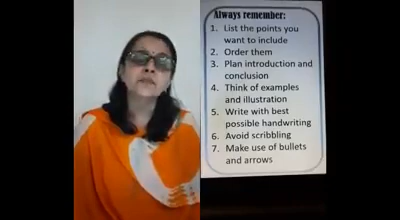 Always remember:
1. List the points you
want to include
2. Order them
3. Plan introduction and
conclusion
4. Think of examples
and illustration
5. Write with best
possible handwriting
6. Avoid scribbling
7. Make use of bullets
and arrows